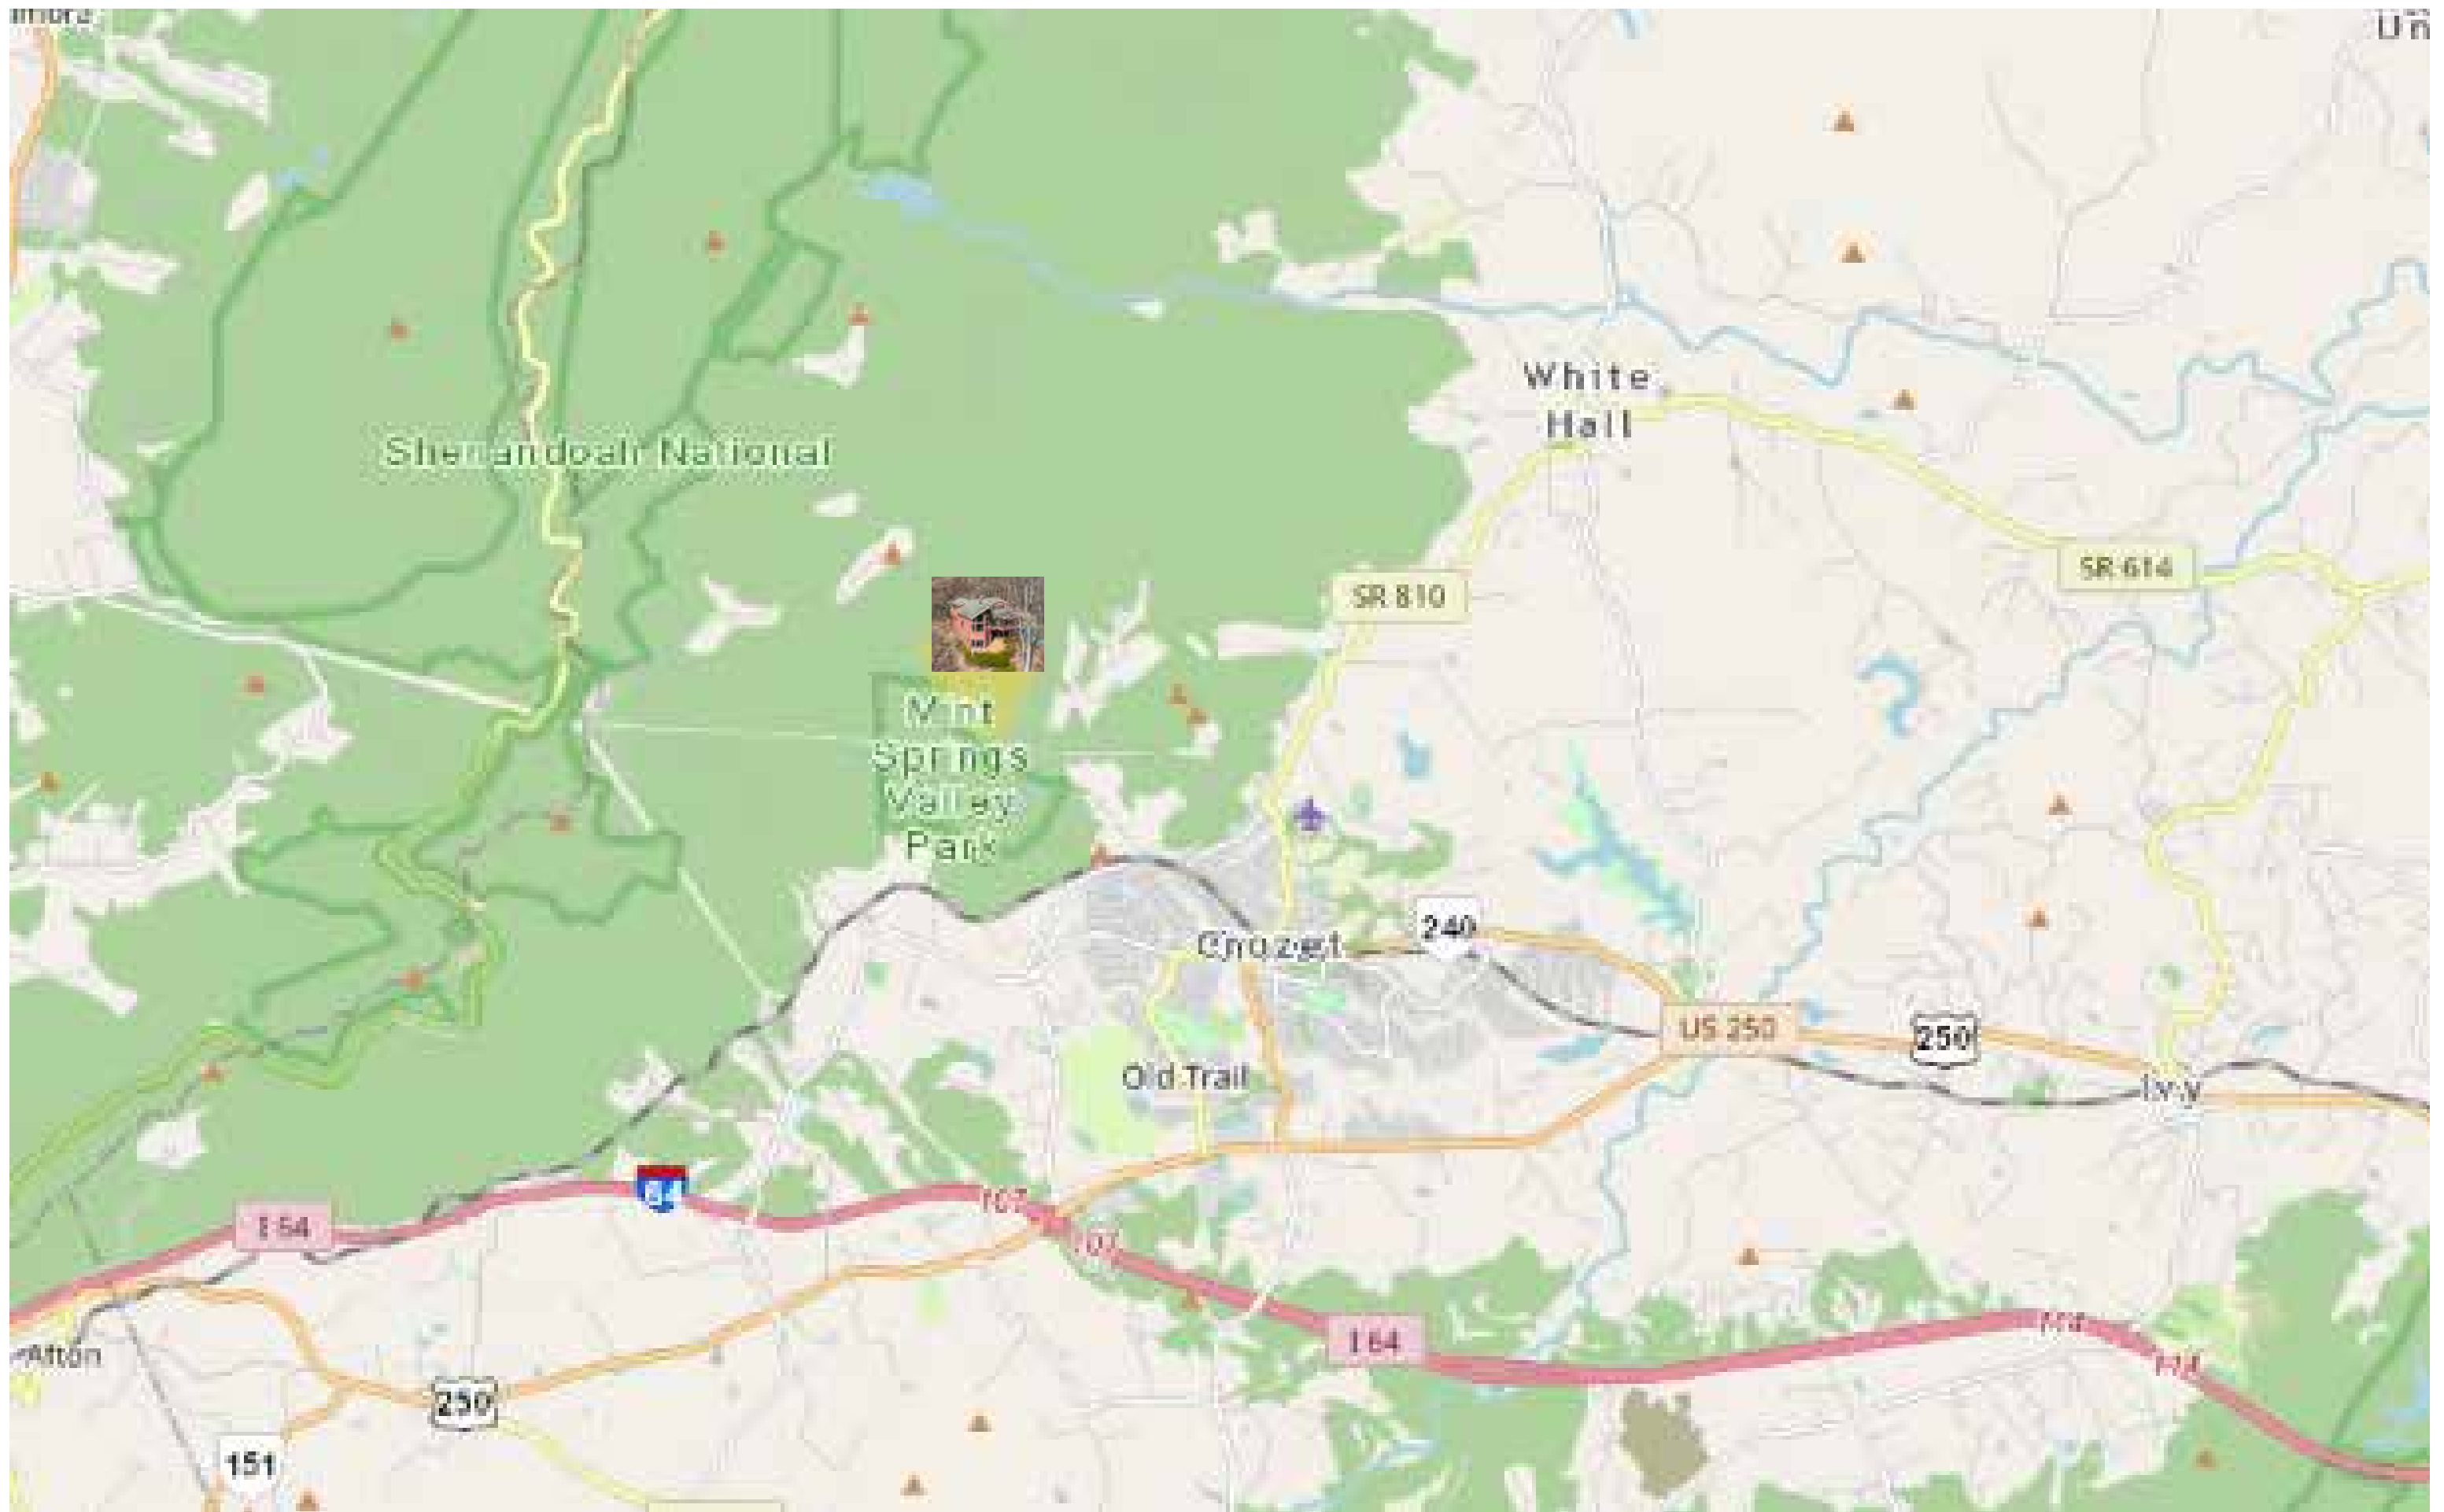 White
Hall
Shenandoah National
SR 614
SR 810
Mint
Springs
Valley
Park
240
Crozet
US 250
250
Old Trail
Ivy
64
107
I 64
107
I 64
Afton
250
151